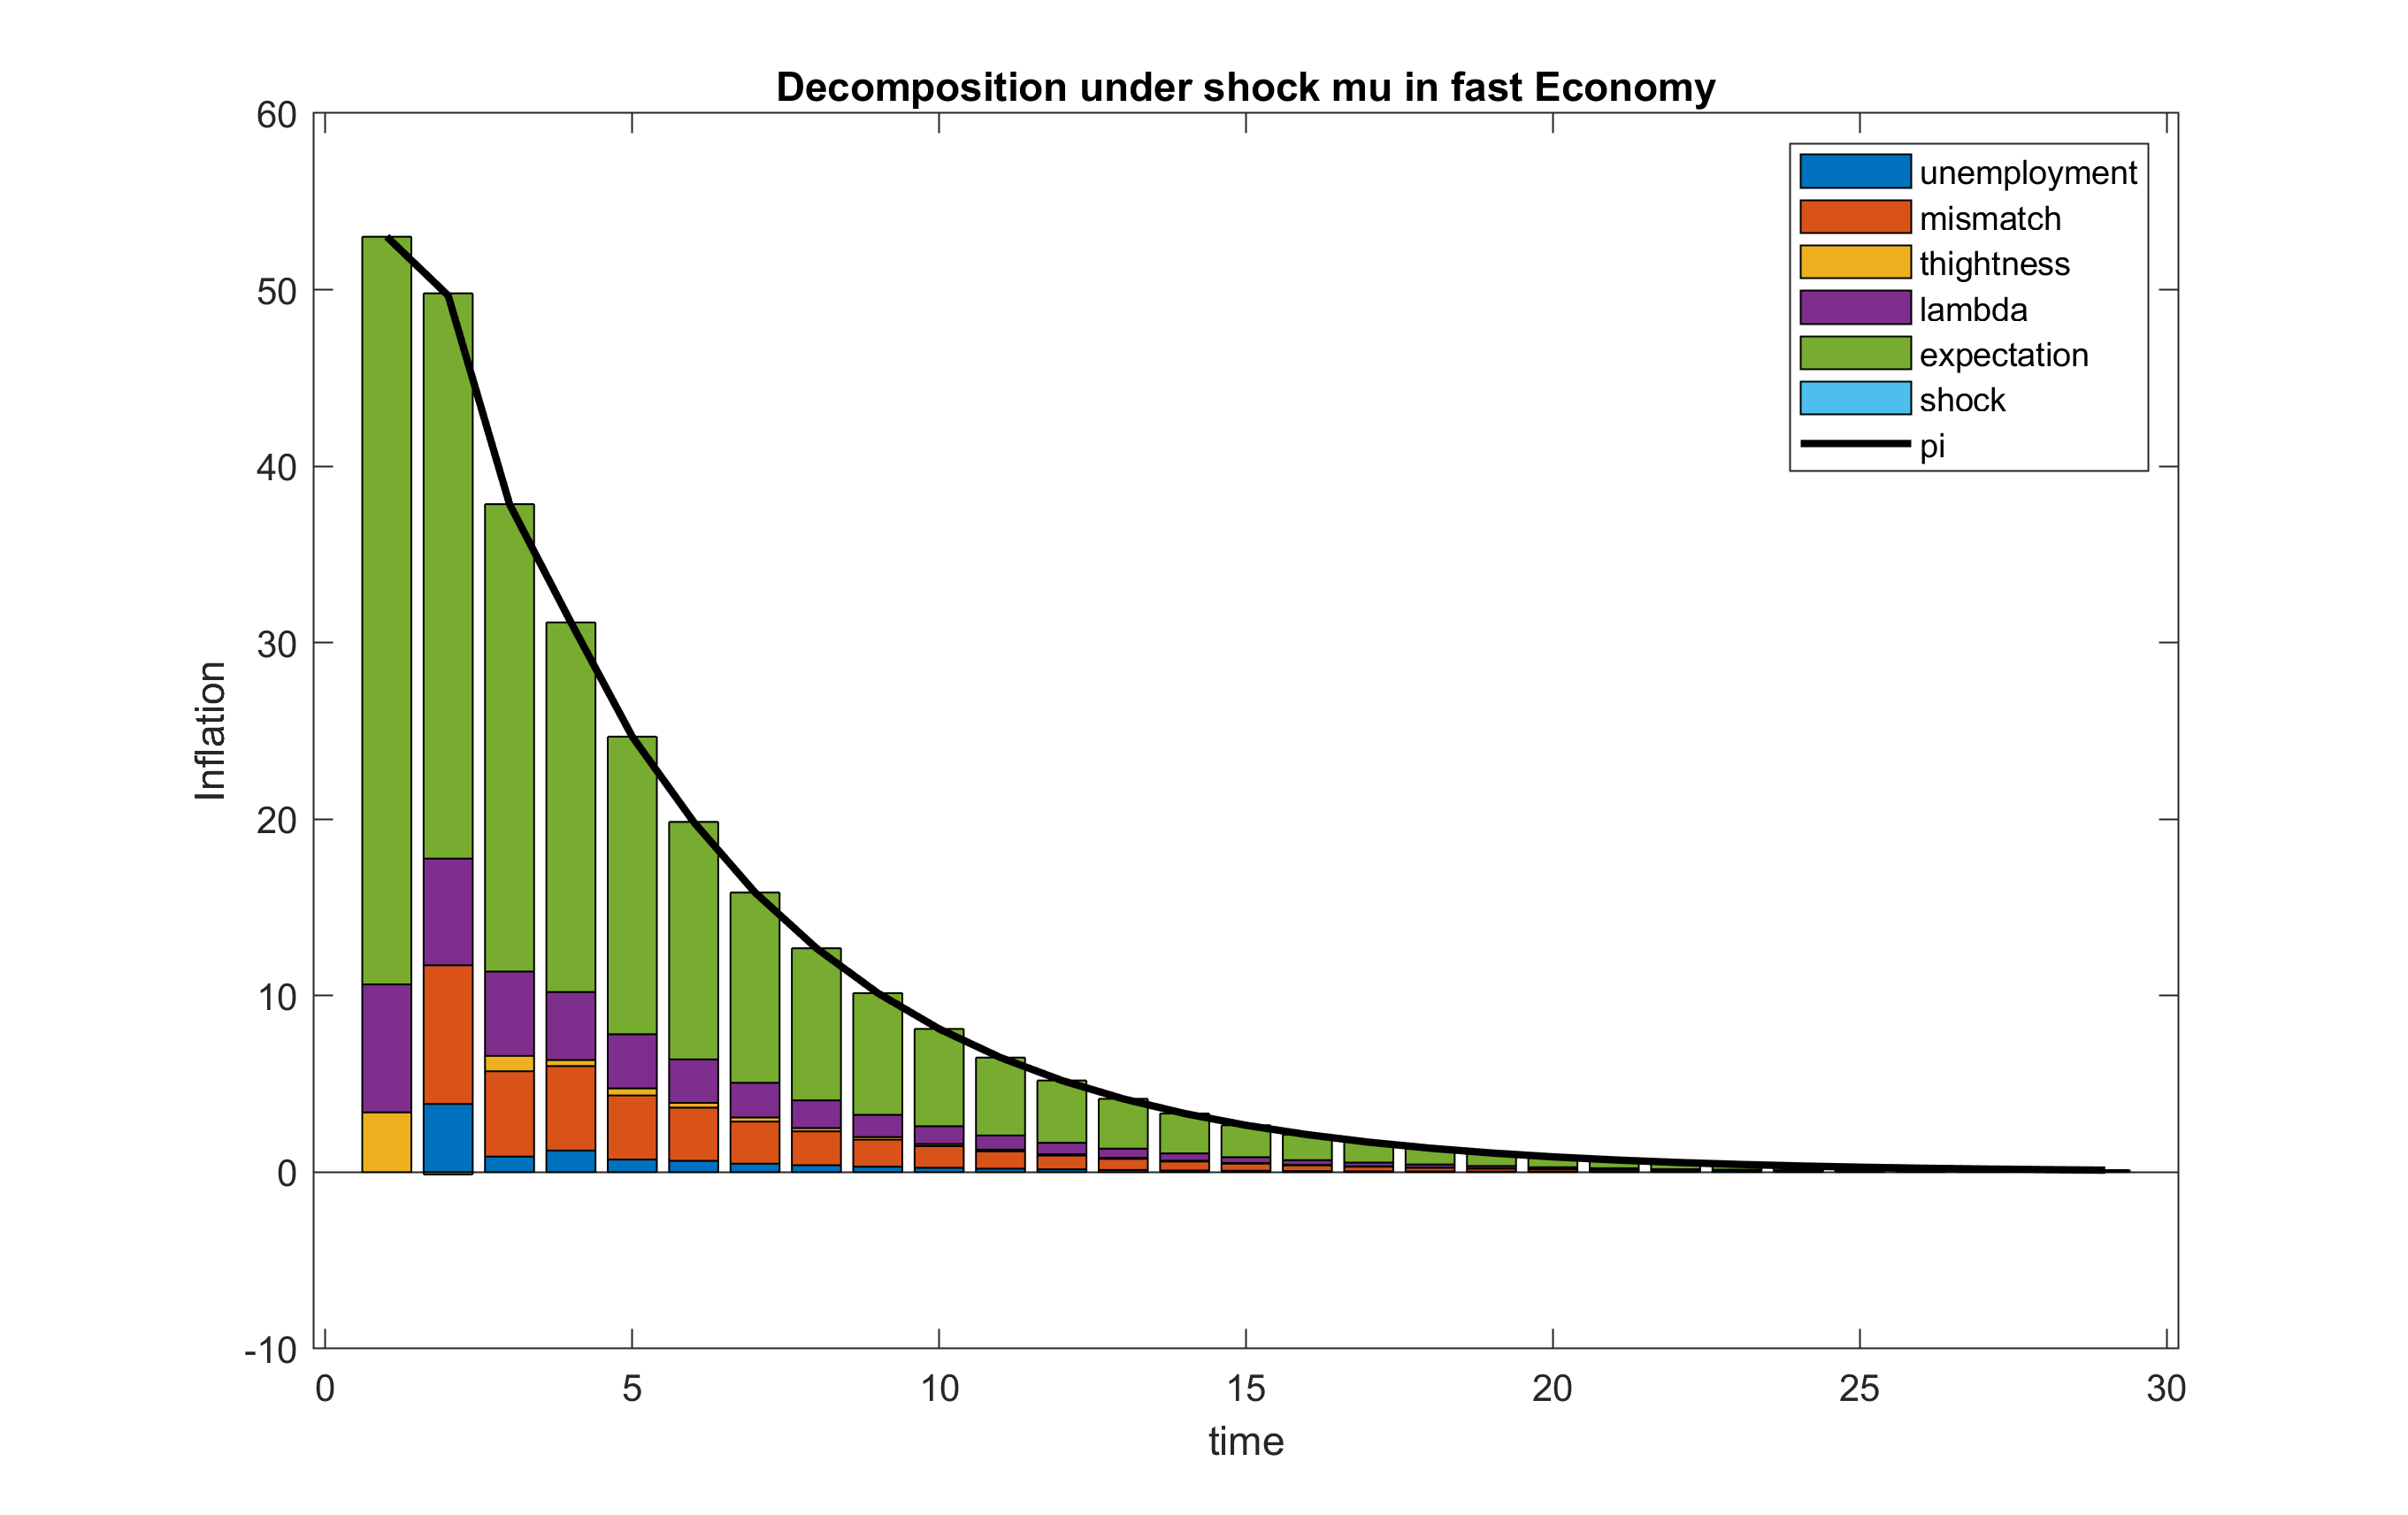 Decomposition under shock mu in fast Economy
60
50
40
30
20
10
0
-10
Inflation
unemployment
mismatch
thightness
lambda
expectation
shock
pi
0 5 10 15 20 25 30
time